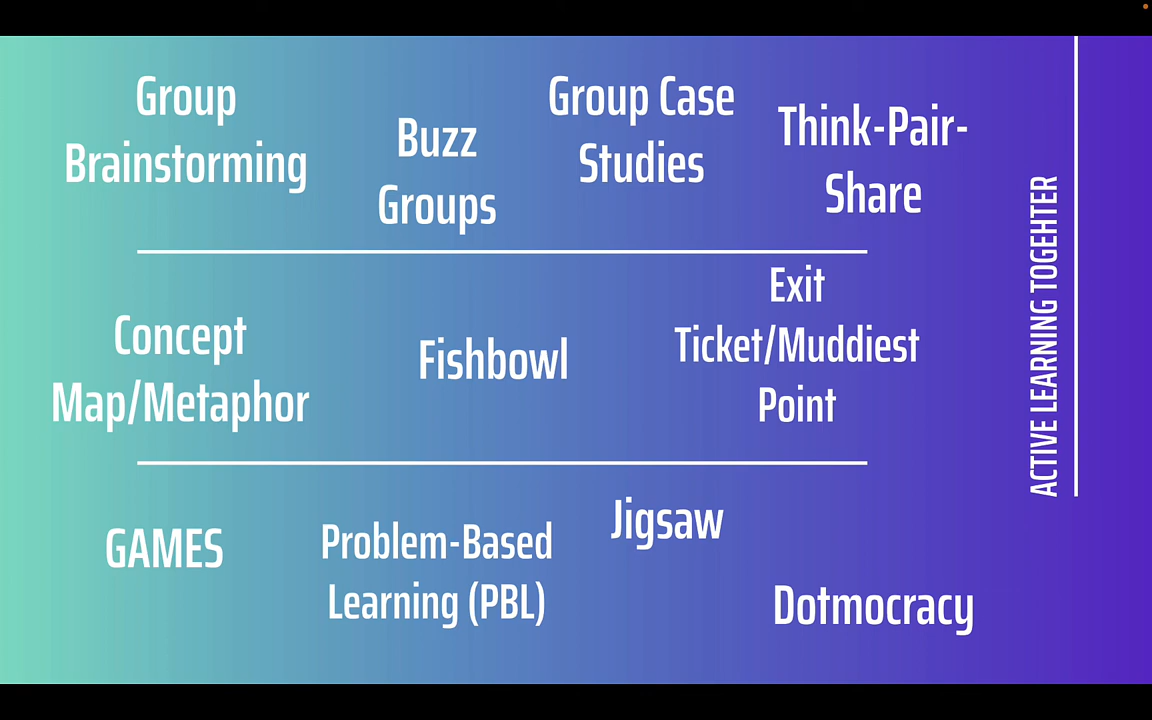 Group
Brainstorming
Buzz
Groups
Group Case
Studies
Think-Pair-
Share
Concept
Map/Metaphor
Fishbowl
Exit
Ticket/Muddiest
Point
GAMES
Problem-Based
Learning (PBL)
Jigsaw
Dotmocracy
ACTIVE LEARNING TOGEHTER